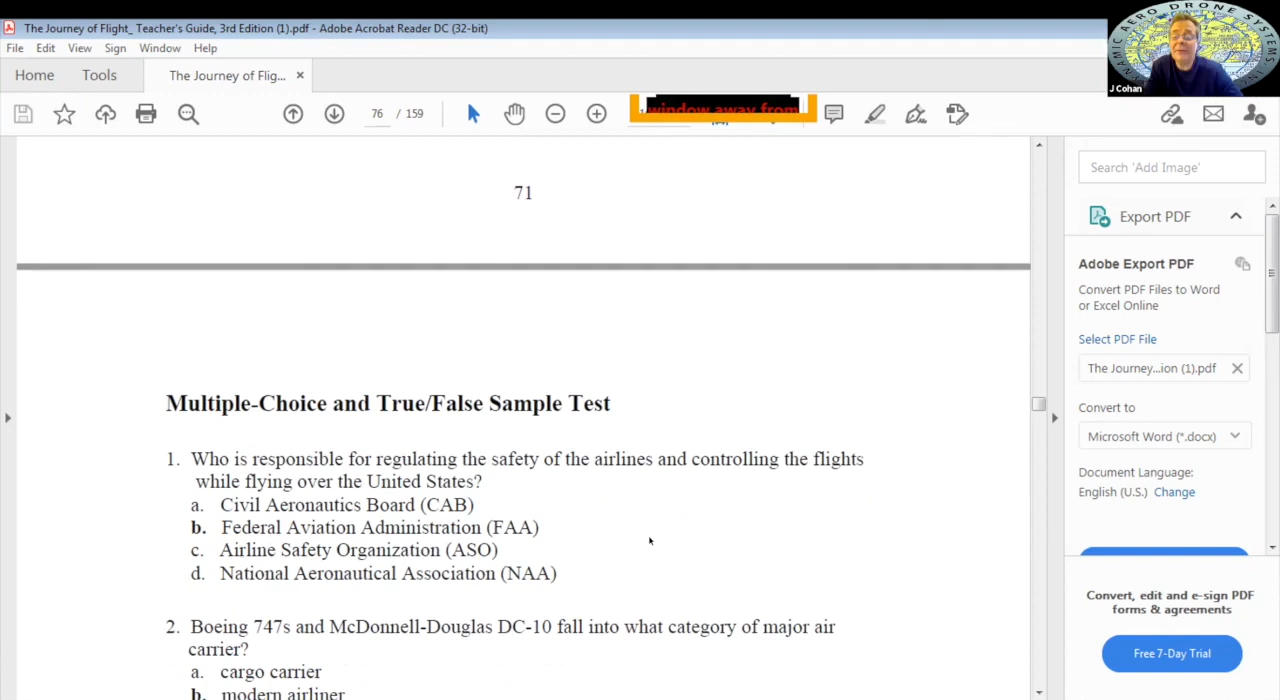 The Journey of Flight_ Teacher's Guide, 3rd Edition (1).pdf - Adobe Acrobat Reader DC (32-bit)
File Edit View Sign Window Help
Home Tools The Journey of Flig... ×
76 / 159
window away from
DYNAMIC AERO DRONE SYSTEMS, INC
J Cohan
71
Multiple-Choice and True/False Sample Test
1. Who is responsible for regulating the safety of the airlines and controlling the flights
while flying over the United States?
a. Civil Aeronautics Board (CAB)
b. Federal Aviation Administration (FAA)
c. Airline Safety Organization (ASO)
d. National Aeronautical Association (NAA)
2. Boeing 747s and McDonnell-Douglas DC-10 fall into what category of major air
carrier?
a. cargo carrier
b. modern airliner
Search 'Add Image'
Export PDF
Adobe Export PDF
Convert PDF Files to Word
or Excel Online
Select PDF File
The Journey...ion (1).pdf
Convert to
Microsoft Word (*.docx)
Document Language:
English (U.S.) Change
Convert, edit and e-sign PDF
forms & agreements
Free 7-Day Trial